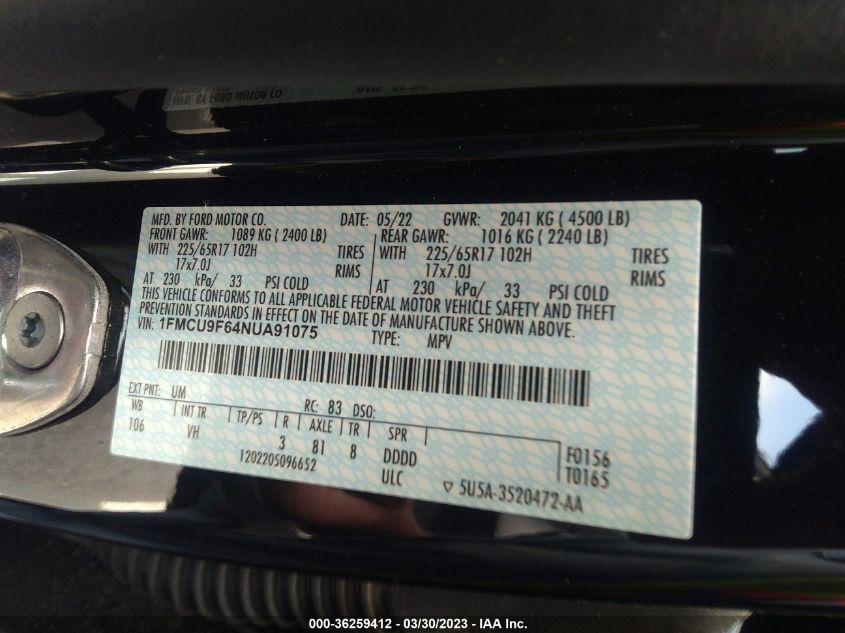 MFD. BY FORD MOTOR CO. DATE: 05/22 GVWR: 2041 KG ( 4500 LB)
FRONT GAWR: 1089 KG ( 2400 LB) REAR GAWR: 1016 KG ( 2240 LB)
WITH 225/65R17 102H TIRES WITH 225/65R17 102H TIRES
17x7.0J RIMS 17x7.0J RIMS
AT 230 kPa/ 33 PSI COLD AT 230 kPa/ 33 PSI COLD
THIS VEHICLE CONFORMS TO ALL APPLICABLE FEDERAL MOTOR VEHICLE SAFETY AND THEFT
PREVENTION STANDARDS IN EFFECT ON THE DATE OF MANUFACTURE SHOWN ABOVE.
VIN: 1FMCU9F64NUA91075 TYPE: MPV
EXT PNT: UM RC: 83 DSO:
WB INT TR TP/PS R AXLE TR SPR
106 VH 3 81 8 DDDD F0156
1202205096652 ULC T0165
▽ 5U5A-3520472-AA
000-36259412 - 03/30/2023 - IAA Inc.